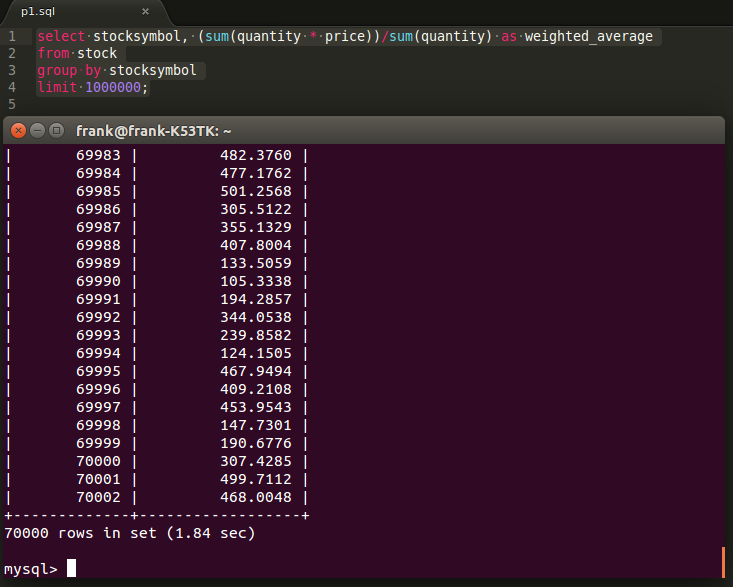 p1.sql ×
1 select stocksymbol, (sum(quantity * price))/sum(quantity) as weighted_average
2 from stock
3 group by stocksymbol
4 limit 1000000;
5
frank@frank-K53TK: ~
| 69983 | 482.3760 |
| 69984 | 477.1762 |
| 69985 | 501.2568 |
| 69986 | 305.5122 |
| 69987 | 355.1329 |
| 69988 | 407.8004 |
| 69989 | 133.5059 |
| 69990 | 105.3338 |
| 69991 | 194.2857 |
| 69992 | 344.0538 |
| 69993 | 239.8582 |
| 69994 | 124.1505 |
| 69995 | 467.9494 |
| 69996 | 409.2108 |
| 69997 | 453.9543 |
| 69998 | 147.7301 |
| 69999 | 190.6776 |
| 70000 | 307.4285 |
| 70001 | 499.7112 |
| 70002 | 468.0048 |
+-------------+------------------+
70000 rows in set (1.84 sec)
mysql>